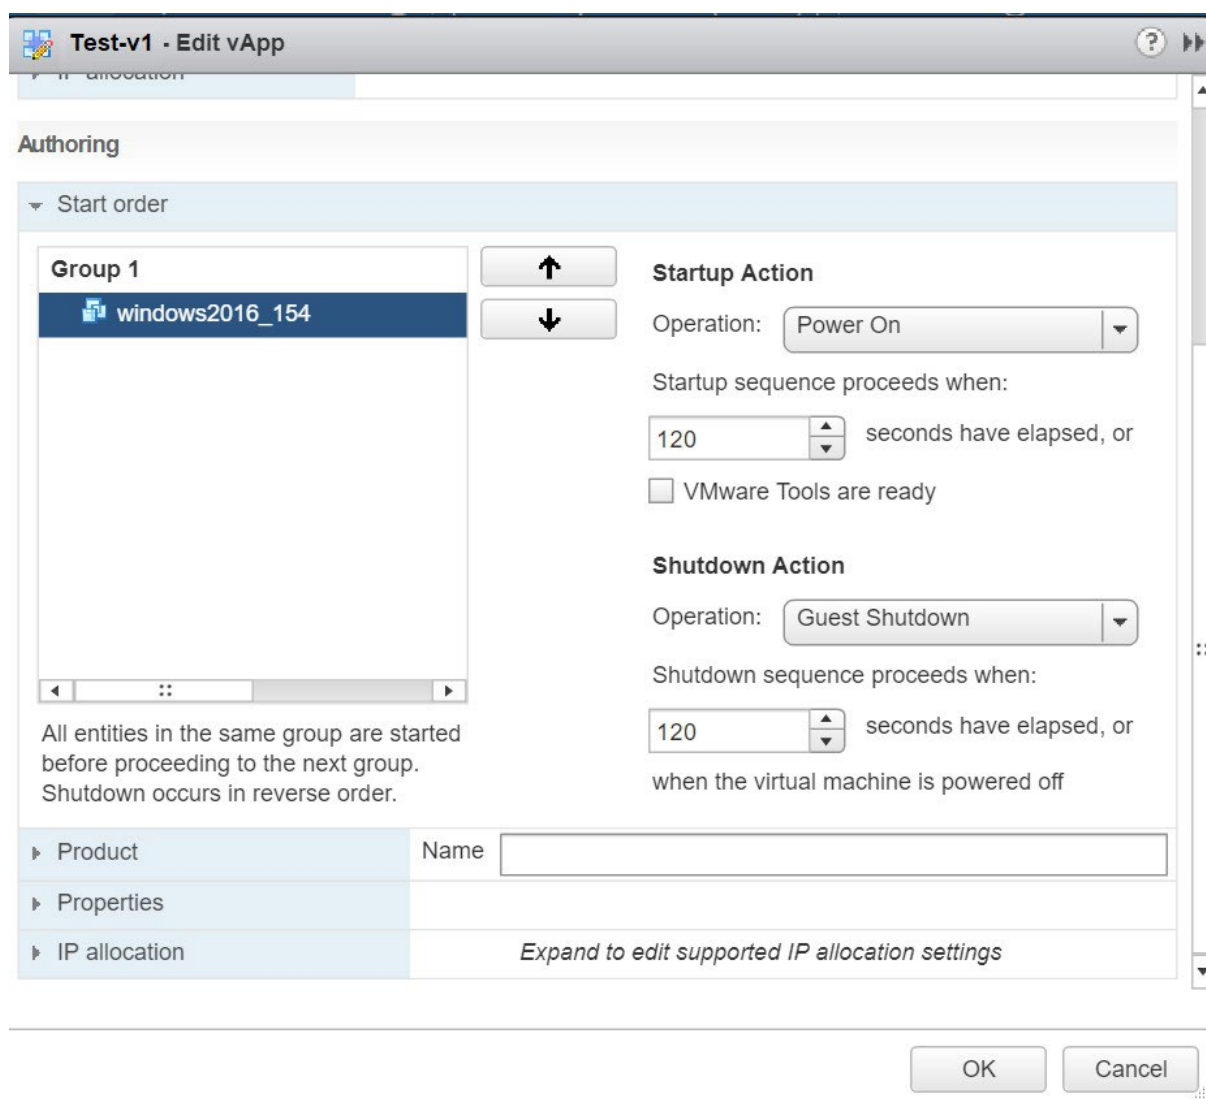 Test-v1 - Edit vApp
IP allocation
Authoring
Start order
Group 1
windows2016_154
Startup Action
Operation: Power On
Startup sequence proceeds when:
120 seconds have elapsed, or
VMware Tools are ready
Shutdown Action
Operation: Guest Shutdown
Shutdown sequence proceeds when:
120 seconds have elapsed, or
when the virtual machine is powered off
All entities in the same group are started
before proceeding to the next group.
Shutdown occurs in reverse order.
Product Name
Properties
IP allocation Expand to edit supported IP allocation settings
OK Cancel